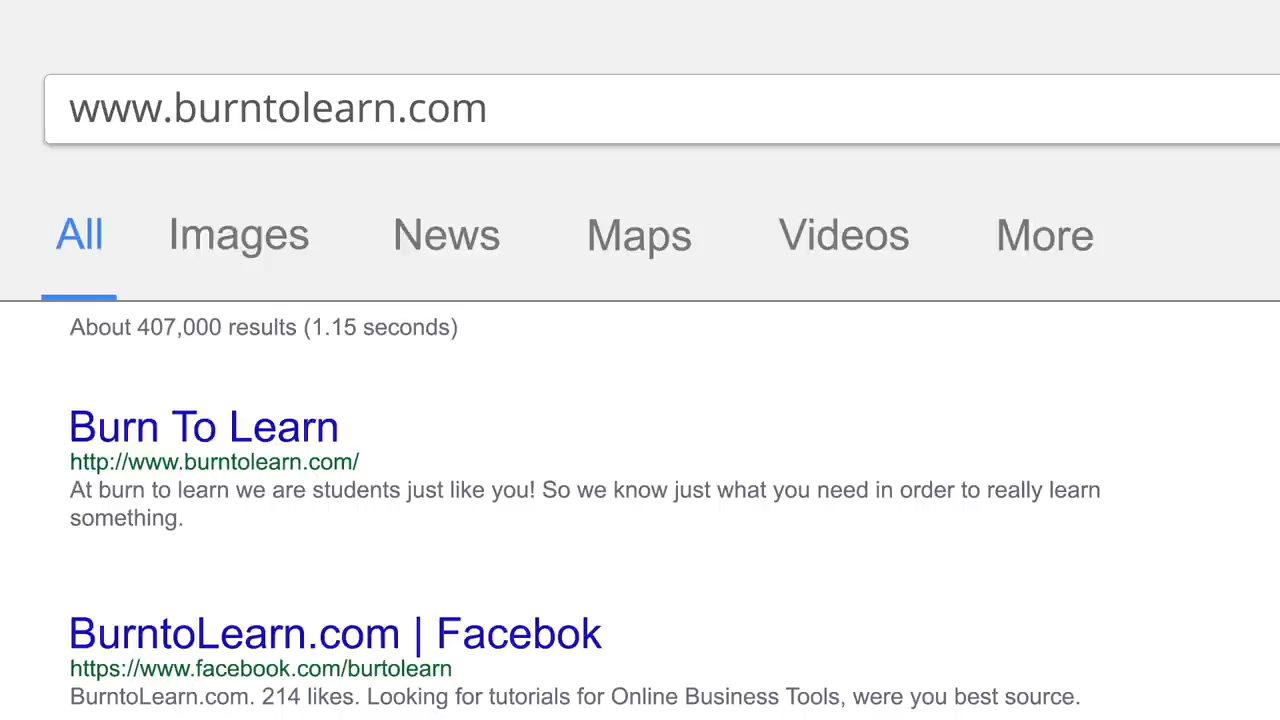 www.burntolearn.com
All Images News Maps Videos More
About 407,000 results (1.15 seconds)
Burn To Learn
http://www.burntolearn.com/
At burn to learn we are students just like you! So we know just what you need in order to really learn
something.
BurntoLearn.com | Facebok
https://www.facebook.com/burtolearn
BurntoLearn.com. 214 likes. Looking for tutorials for Online Business Tools, were you best source.